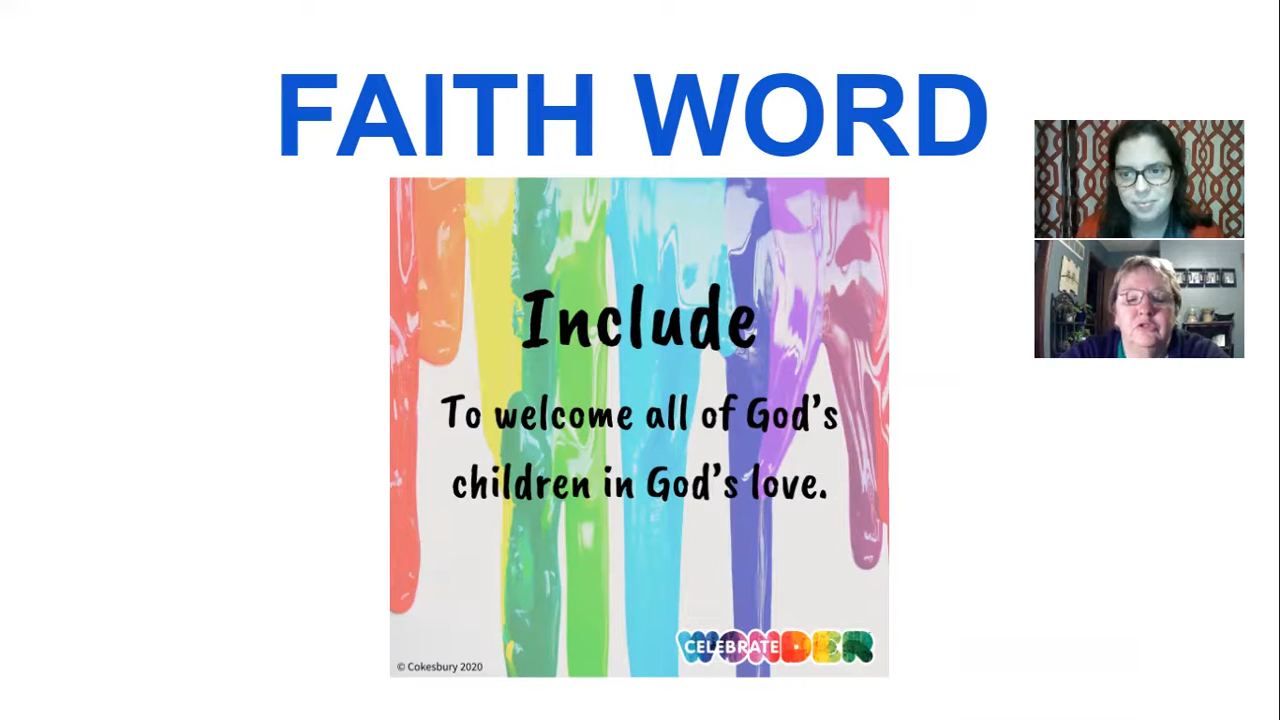 FAITH WORD
Include
To welcome all of God's
children in God's love.
CELEBRATE WONDER
© Cokesbury 2020